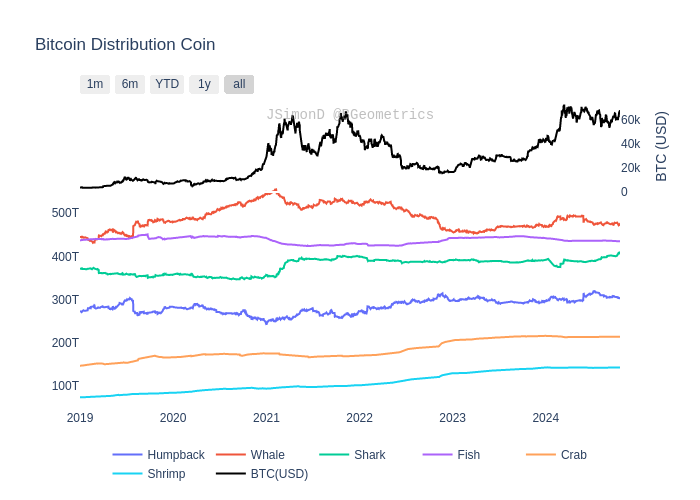 Bitcoin Distribution Coin
1m 6m YTD 1y all
JSimonD @BGeometrics
60k
40k
20k
0
BTC (USD)
500T
400T
300T
200T
100T
2019 2020 2021 2022 2023 2024
Humpback Whale Shark Fish Crab
Shrimp BTC(USD)